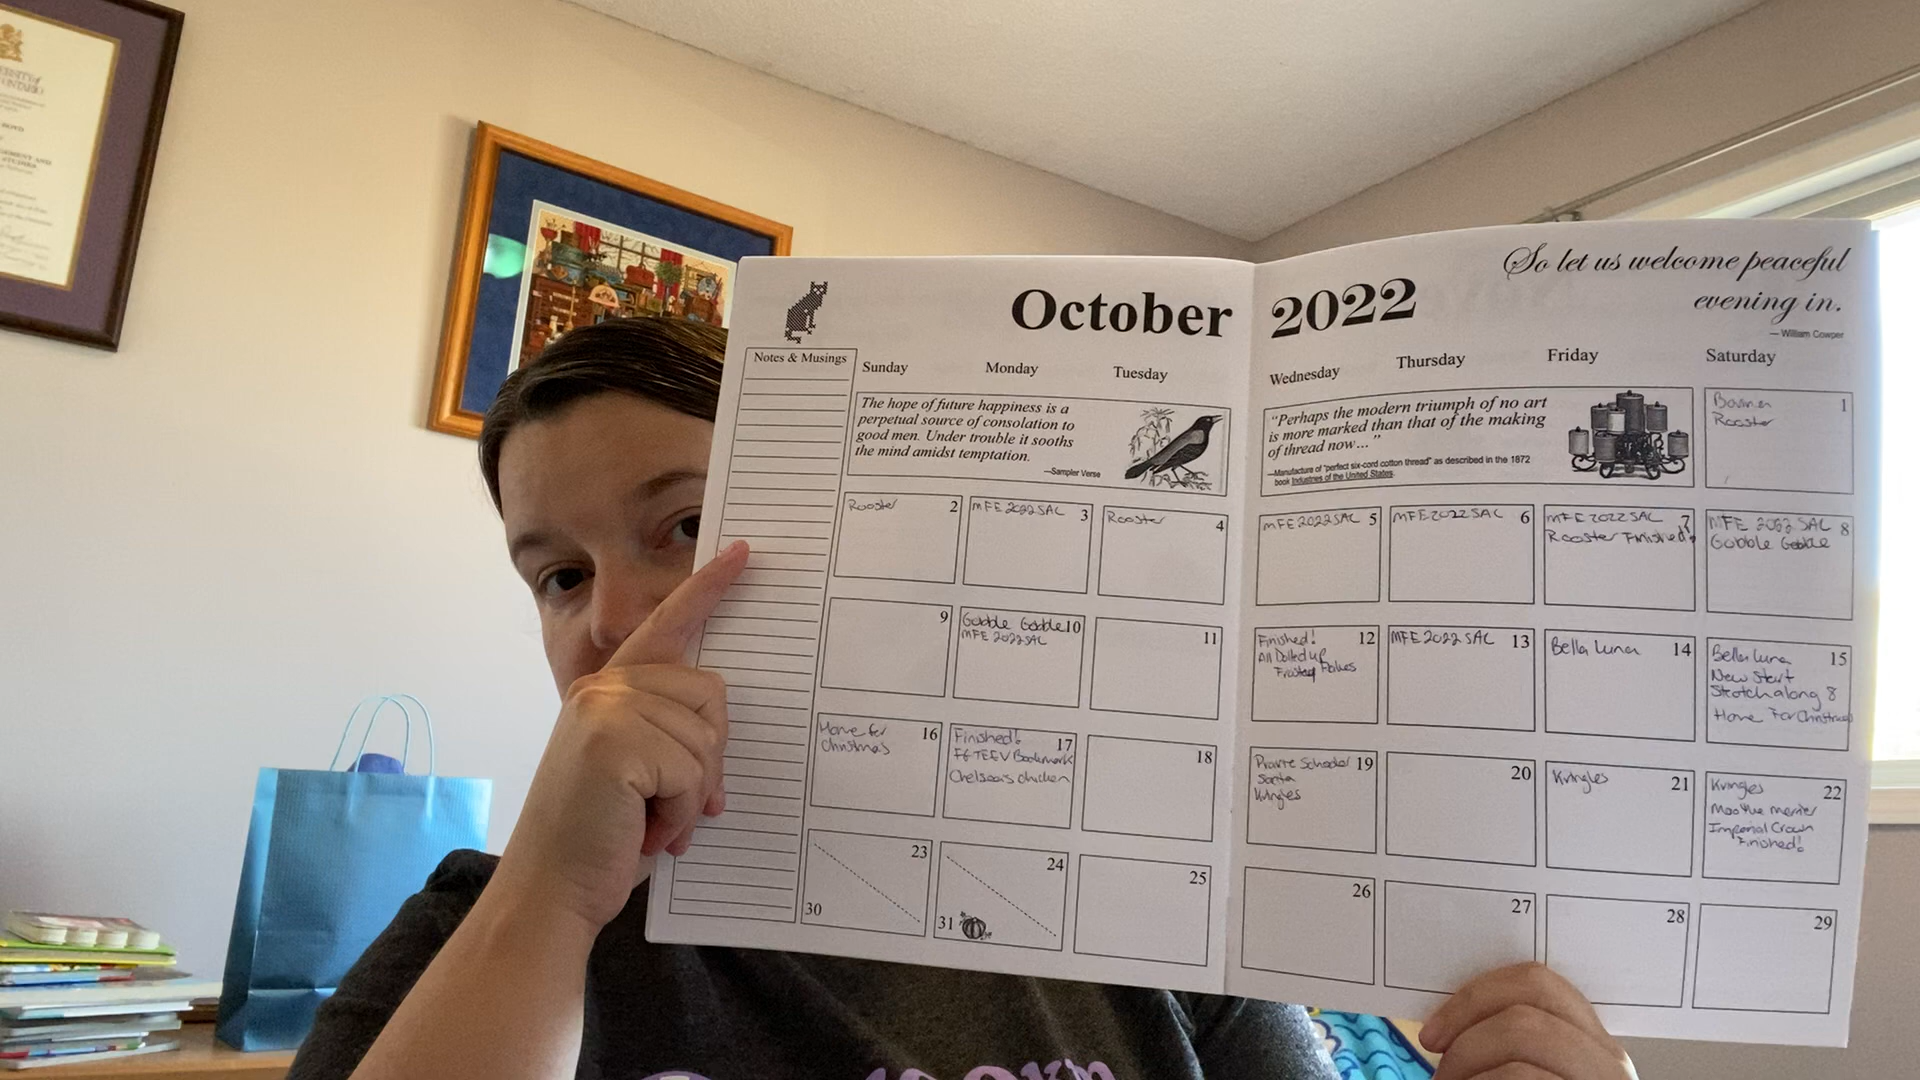 UNIVERSITY of
ONTARIO
BOYD
October 2022
So let us welcome peaceful
evening in.
— William Cowper
Notes & Musings
Sunday
Monday
Tuesday
Wednesday
Thursday
Friday
Saturday
The hope of future happiness is a
perpetual source of consolation to
good men. Under trouble it sooths
the mind amidst temptation.
—Sampler Verse
"Perhaps the modern triumph of no art
is more marked than that of the making
of thread now..."
—Manufacture of "perfect six-cord cotton thread" as described in the 1872
book Industries of the United States.
1
Rooster
Rooster 2
MFE 2022 SAL 3
Rooster 4
MFE 2022 SAL 5
MFE 2022 SAL 6
MFE 2022 SAL 7
Rooster Finished!
MFE 2022 SAL 8
Gobble Gobble
9
Gobble Gobble 10
MFE 2022 SAL
11
Finished! 12
All Dolled up
Frosted
MFE 2022 SAL 13
Bella Luna 14
Bella Luna 15
New Start
Stitchalong 8
Home For Christmas
Home for 16
Christmas
Finished! 17
Bookmark
Chelsea's chicken
18
Prairie Schooler 19
Santa
Kringles
20
Kringles 21
Kringles 22
Imperial Crown
Finished!
23
30
24
31
25
26
27
28
29